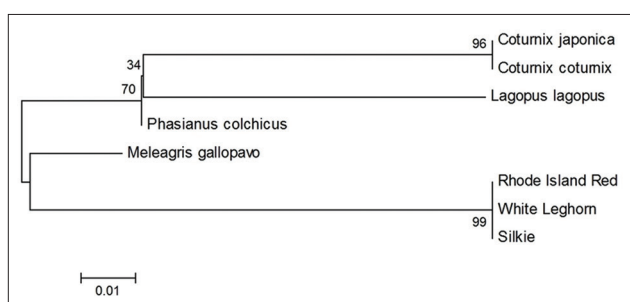 96
Coturnix japonica
Coturnix coturnix
34
70
Lagopus lagopus
Phasianus colchicus
Meleagris gallopavo
Rhode Island Red
White Leghorn
99
Silkie
0.01